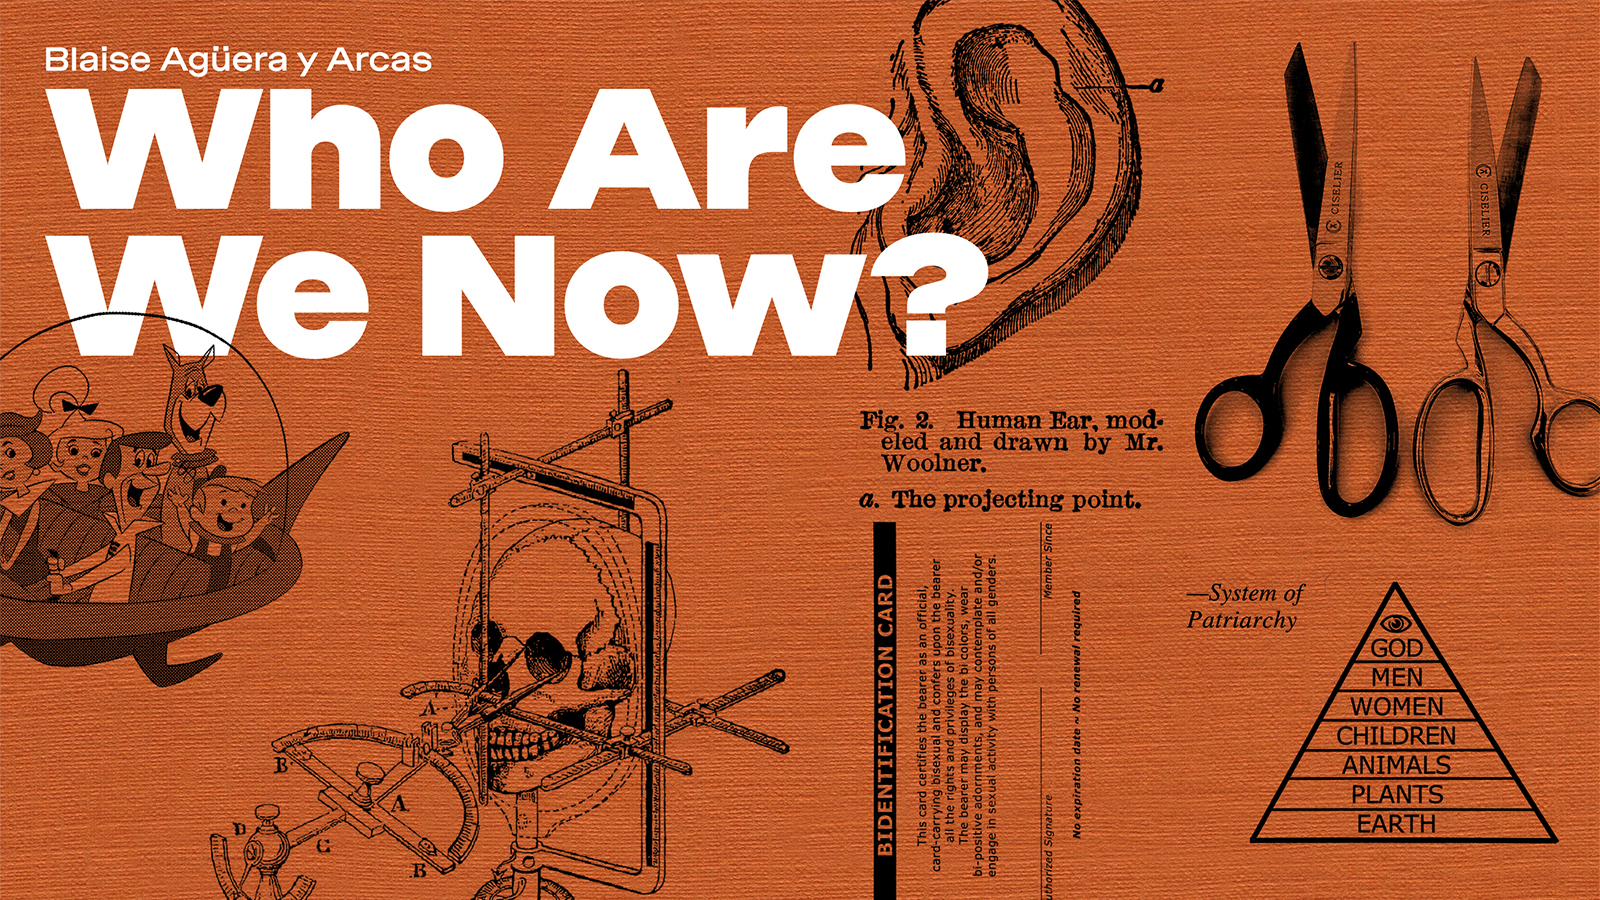 Blaise Agüera y Arcas
Who Are
We Now?
a
CISELIER
CISELIER
Fig. 2. Human Ear, mod-
eled and drawn by Mr.
Woolner.
a. The projecting point.
BIDENTIFICATION CARD
This card certifies the bearer as an official,
card-carrying bisexual and confers upon the bearer
all the rights and privileges of bisexuality.
The bearer may display the bi colors, wear
bi-positive adornments, and may contemplate and/or
engage in sexual activity with persons of all genders.
Member Since
uthorized Signature
No expiration date ~ No renewal required
—System of
Patriarchy
GOD
MEN
WOMEN
CHILDREN
ANIMALS
PLANTS
EARTH
A
B
A
D
C
B